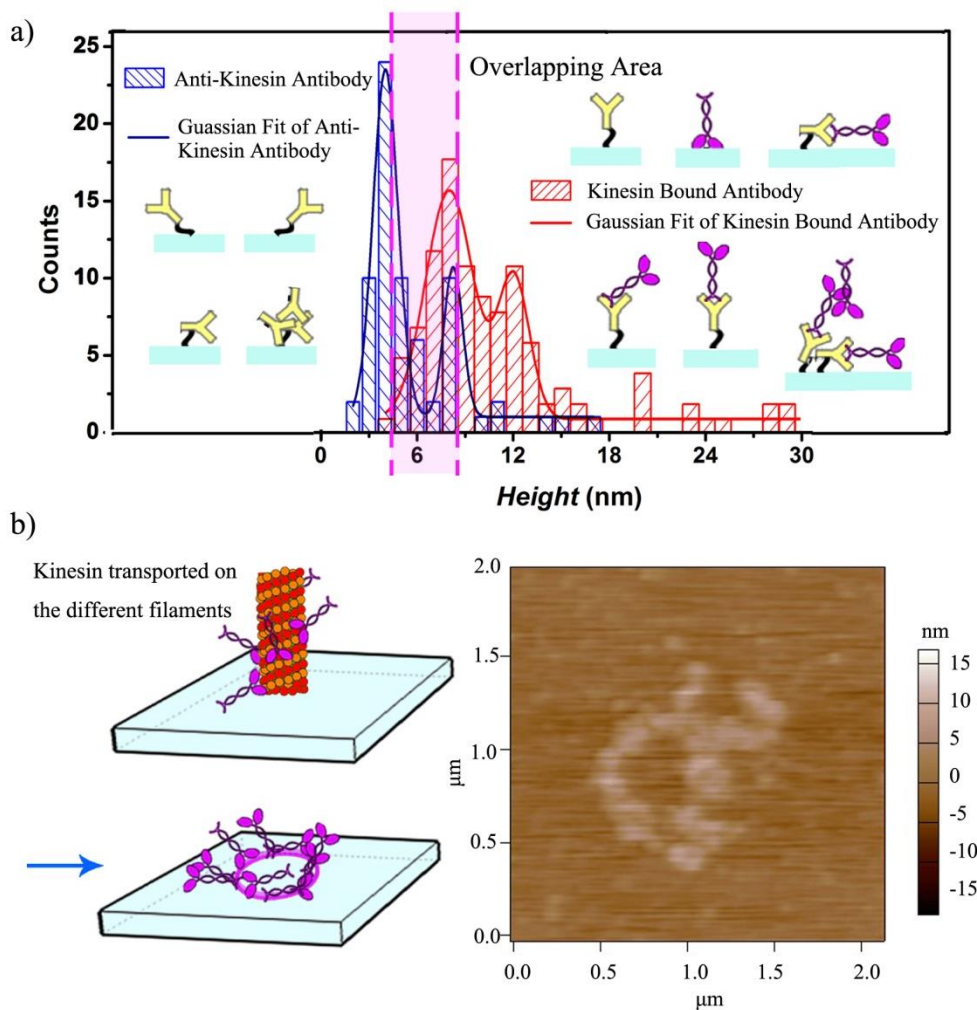 a)
25
20
15
10
5
0
Counts
Anti-Kinesin Antibody
Guassian Fit of Anti-
Kinesin Antibody
Overlapping Area
Kinesin Bound Antibody
Gaussian Fit of Kinesin Bound Antibody
0 6 12 18 24 30
Height (nm)
b)
Kinesin transported on
the different filaments
2.0
1.5
1.0
0.5
0.0
μm
0.0 0.5 1.0 1.5 2.0
μm
nm
15
10
5
0
-5
-10
-15